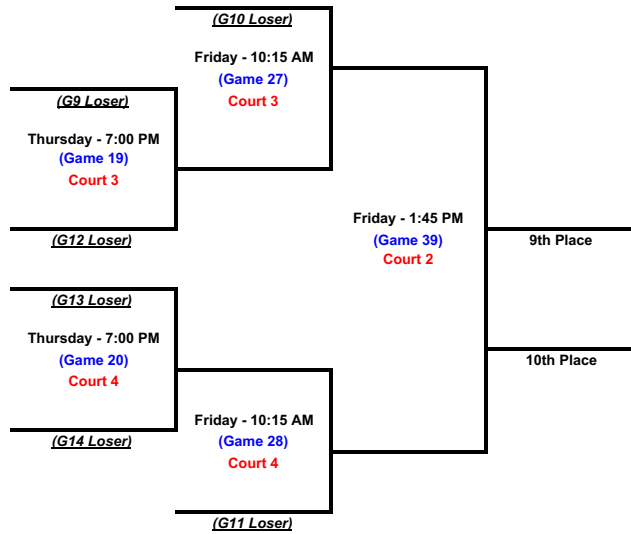 (G10 Loser)
Friday - 10:15 AM
(Game 27)
Court 3
(G9 Loser)
Thursday - 7:00 PM
(Game 19)
Court 3
(G12 Loser)
Friday - 1:45 PM
(Game 39)
Court 2
9th Place
(G13 Loser)
Thursday - 7:00 PM
(Game 20)
Court 4
10th Place
(G14 Loser)
Friday - 10:15 AM
(Game 28)
Court 4
(G11 Loser)